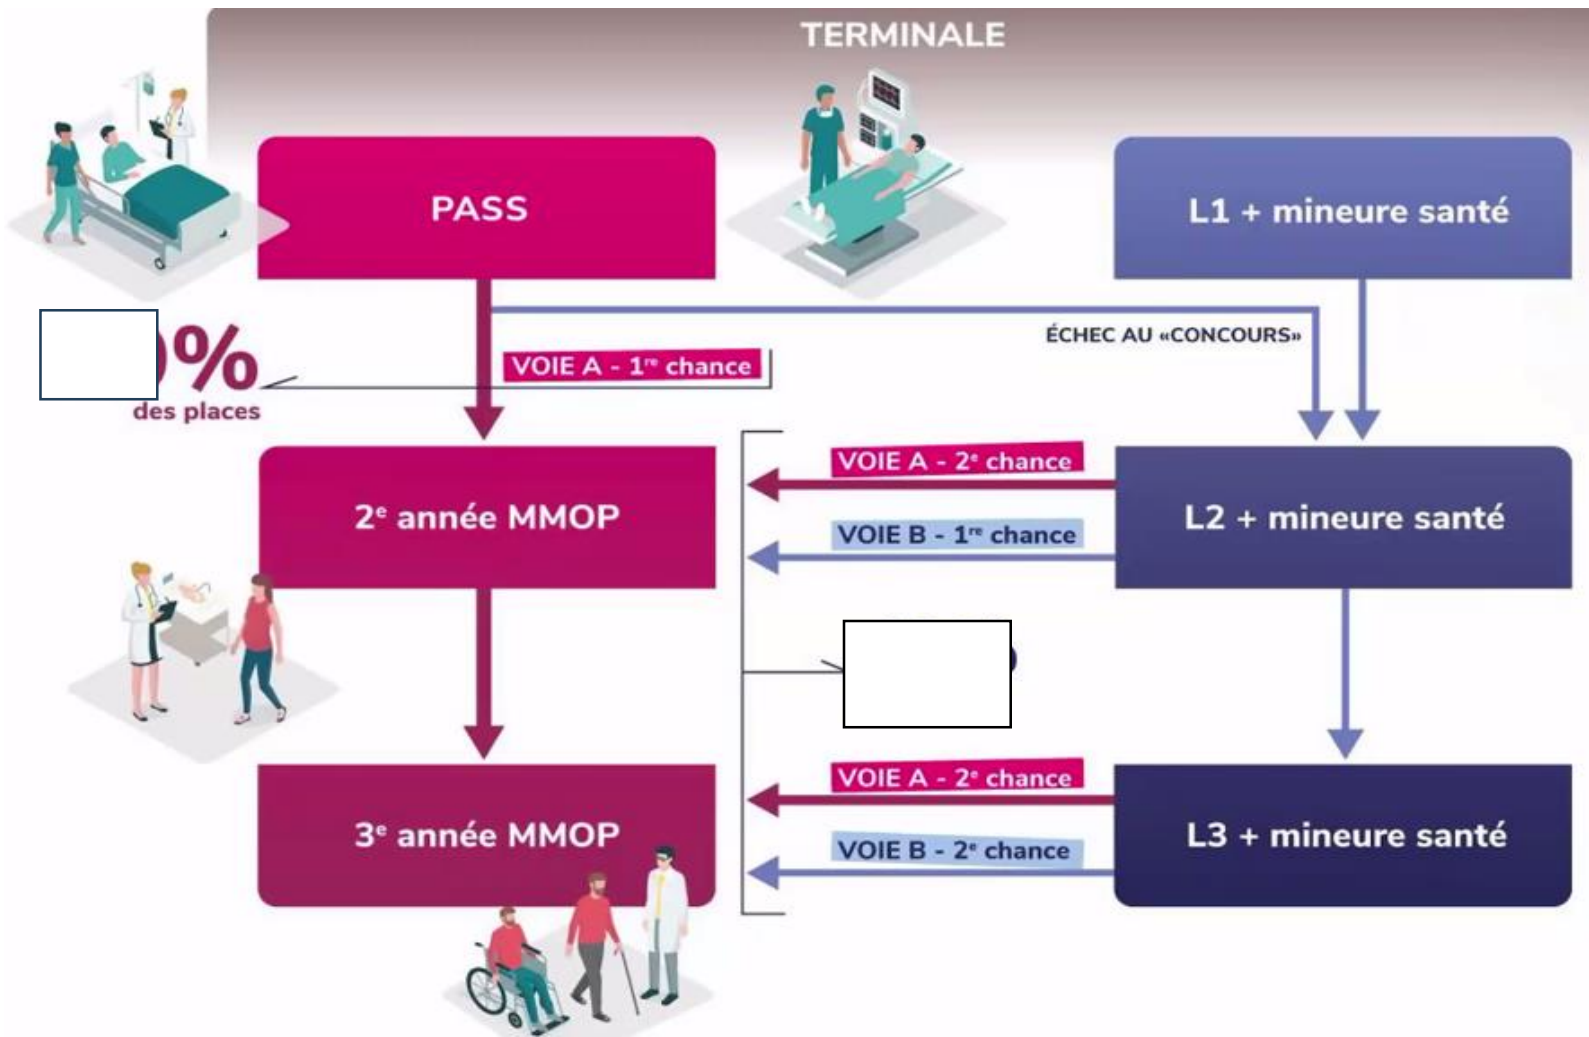 TERMINALE
PASS
L1 + mineure santé
ÉCHEC AU «CONCOURS»
%
des places
VOIE A - 1re chance
VOIE A - 2e chance
2e année MMOP
VOIE B - 1re chance
L2 + mineure santé
VOIE A - 2e chance
3e année MMOP
VOIE B - 2e chance
L3 + mineure santé